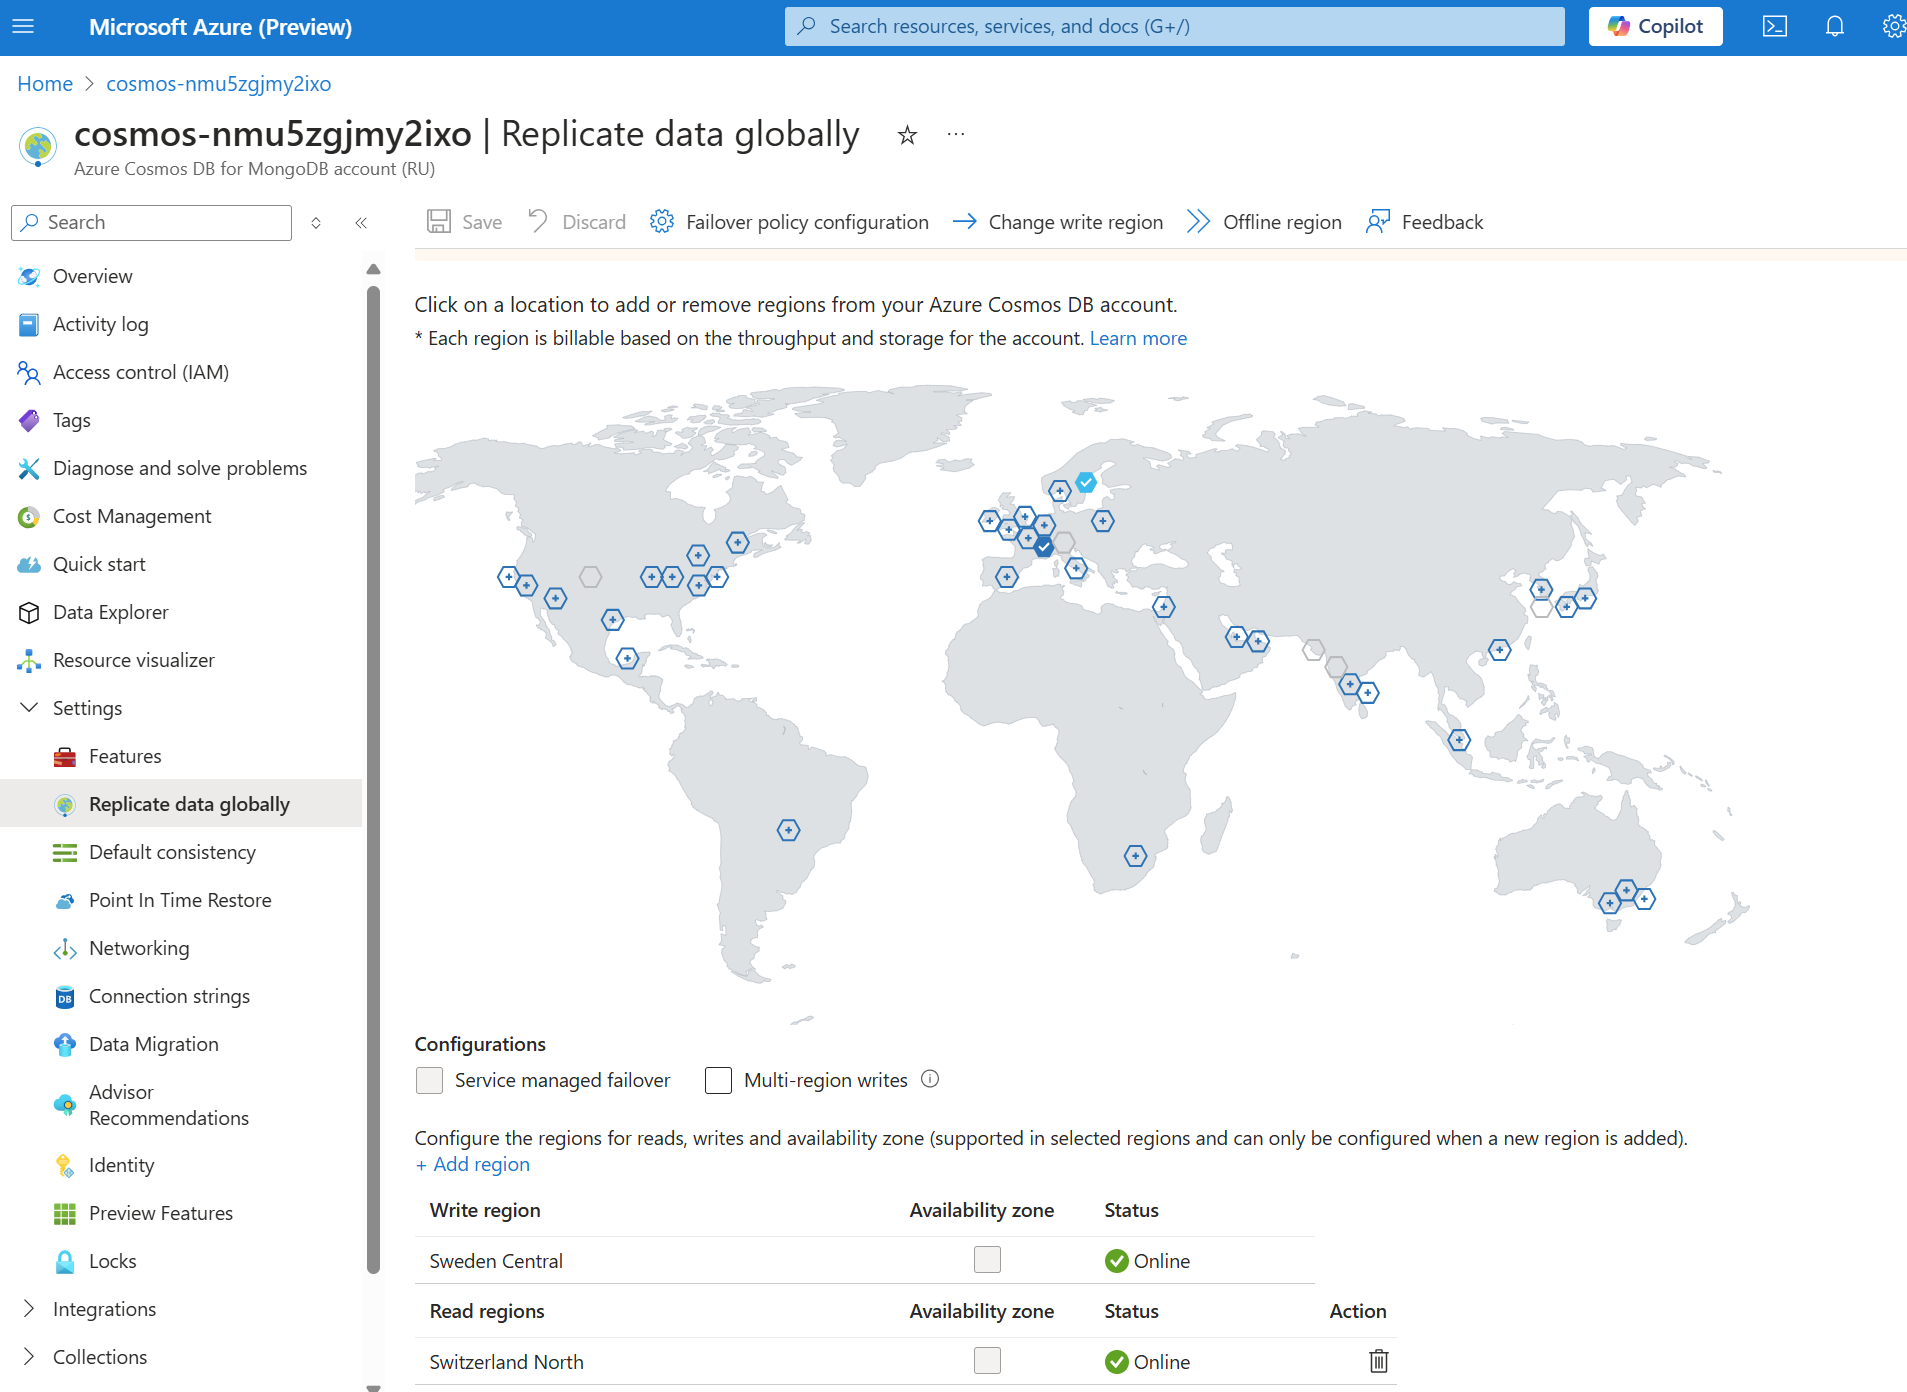 Microsoft Azure (Preview)
Search resources, services, and docs (G+/)
Copilot
Home > cosmos-nmu5zgjmy2ixo
cosmos-nmu5zgjmy2ixo | Replicate data globally
Azure Cosmos DB for MongoDB account (RU)
Search
Save
Discard
Failover policy configuration
Change write region
Offline region
Feedback
Overview
Activity log
Access control (IAM)
Tags
Diagnose and solve problems
Cost Management
Quick start
Data Explorer
Resource visualizer
Settings
Features
Replicate data globally
Default consistency
Point In Time Restore
Networking
Connection strings
Data Migration
Advisor
Recommendations
Identity
Preview Features
Locks
Integrations
Collections
Click on a location to add or remove regions from your Azure Cosmos DB account.
* Each region is billable based on the throughput and storage for the account. Learn more
Configurations
Service managed failover
Multi-region writes
Configure the regions for reads, writes and availability zone (supported in selected regions and can only be configured when a new region is added).
+ Add region
Write region Availability zone Status
Sweden Central Online
Read regions Availability zone Status Action
Switzerland North Online